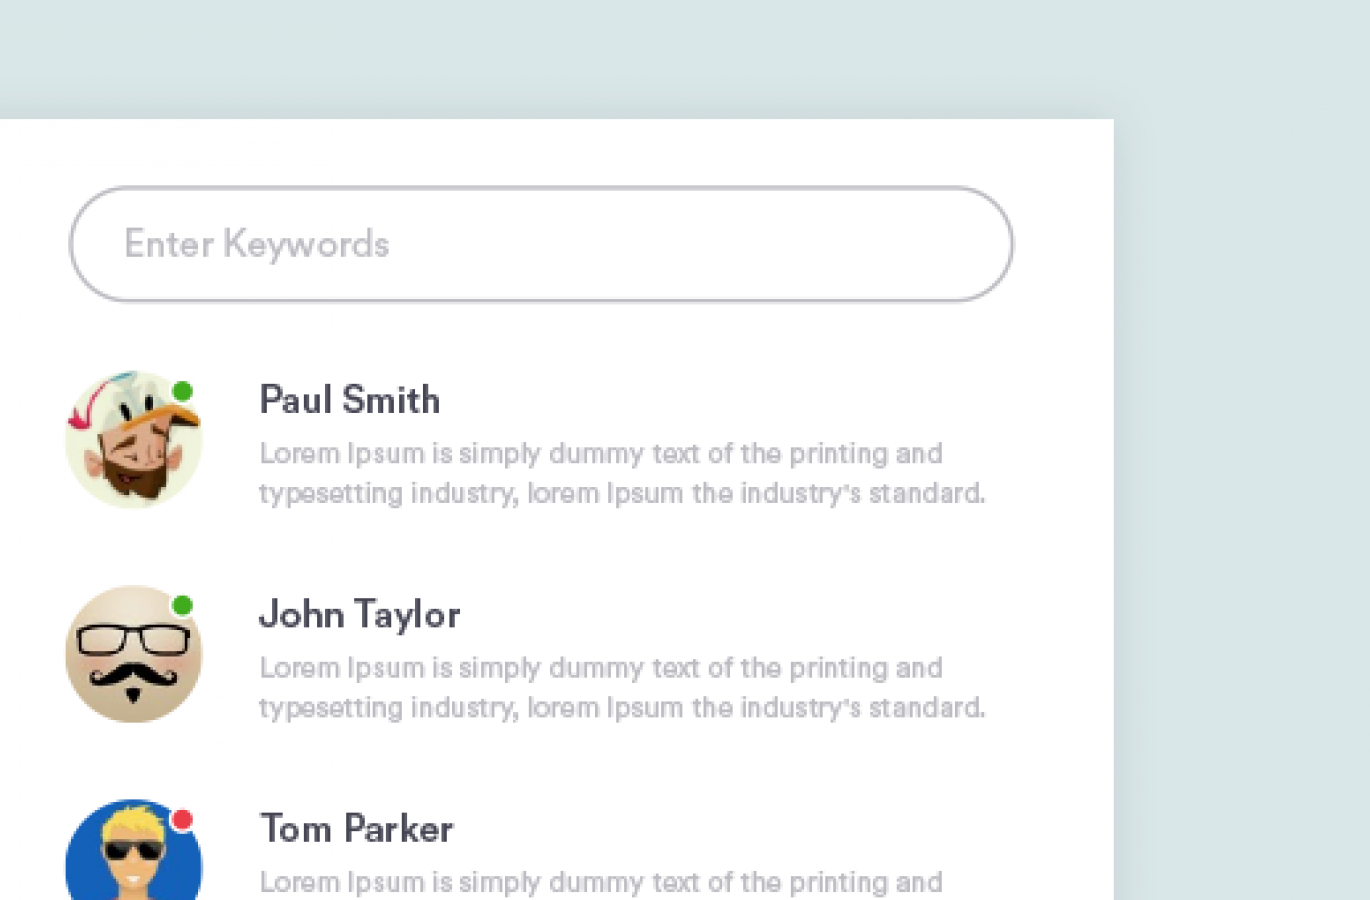 Enter Keywords
Paul Smith
Lorem Ipsum is simply dummy text of the printing and
typesetting industry, lorem Ipsum the industry's standard.
John Taylor
Lorem Ipsum is simply dummy text of the printing and
typesetting industry, lorem Ipsum the industry's standard.
Tom Parker
Lorem Ipsum is simply dummy text of the printing and